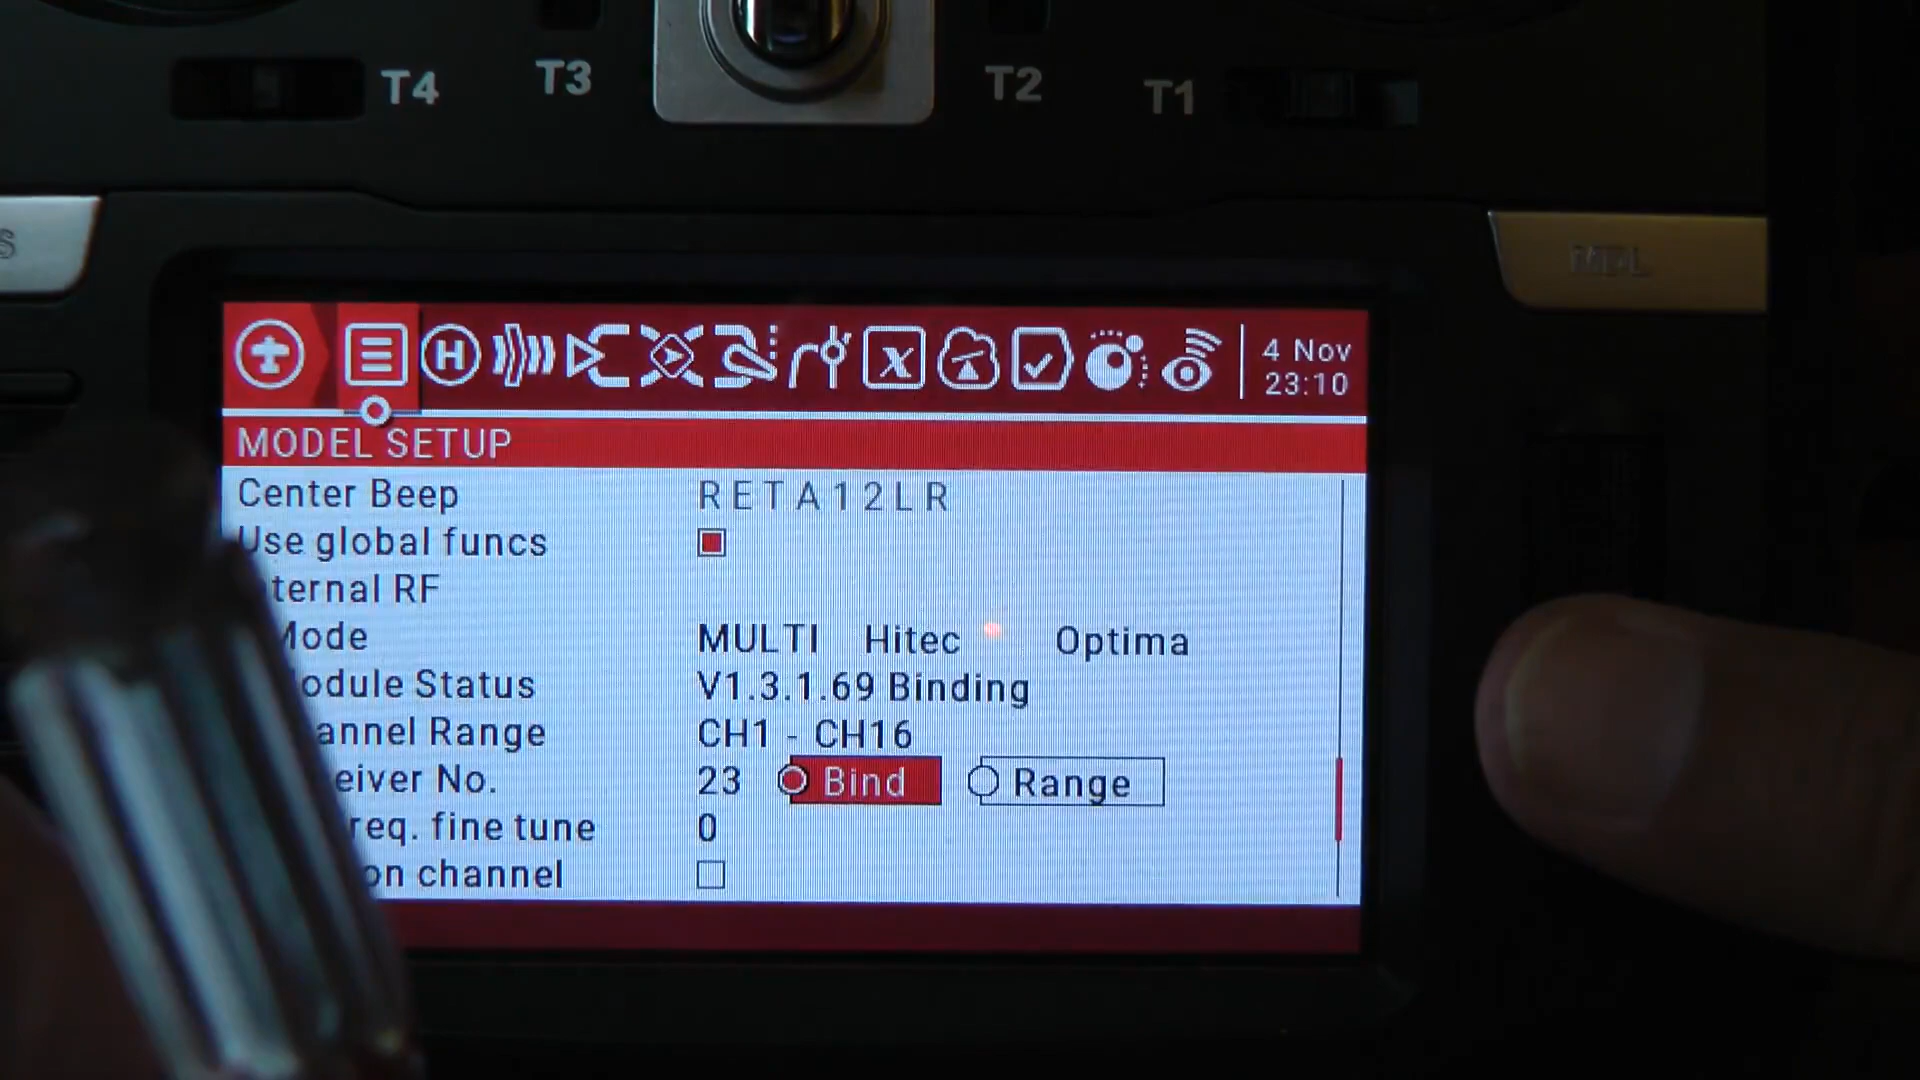 T4 T3 T2 T1
S
MDL
4 Nov
23:10
MODEL SETUP
Center Beep RETA12LR
Use global funcs
ternal RF
Mode MULTI Hitec Optima
odule Status V1.3.1.69 Binding
annel Range CH1 - CH16
eiver No. 23 Bind Range
req. fine tune 0
on channel